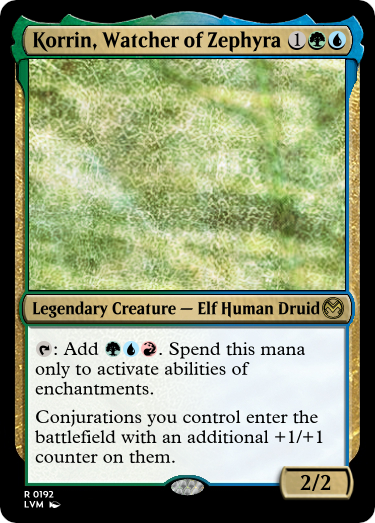 Korrin, Watcher of Zephyra 1
Legendary Creature — Elf Human Druid
: Add . Spend this mana
only to activate abilities of
enchantments.
Conjurations you control enter the
battlefield with an additional +1/+1
counter on them.
2/2
R 0192
LVM